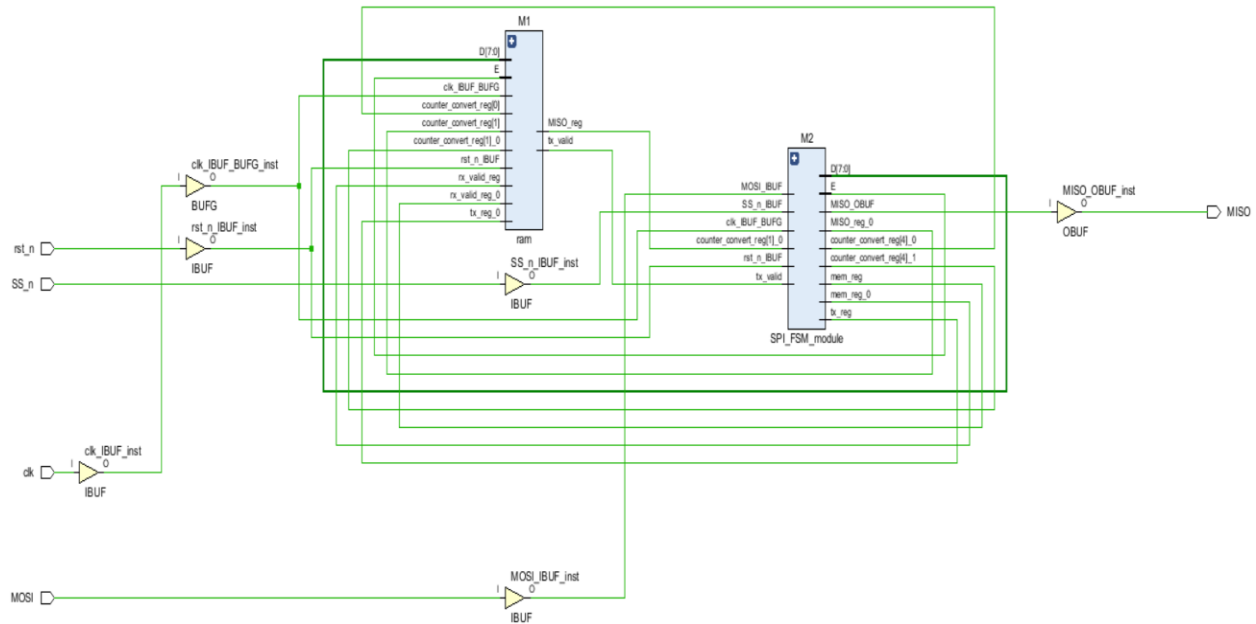 M1
D[7:0]
E
clk_IBUF_BUFG
counter_convert_reg[0]
counter_convert_reg[1]
counter_convert_reg[1]_0
rst_n_IBUF
rx_valid_reg
rx_valid_reg_0
tx_reg_0
MISO_reg
tx_valid
ram
M2
MOSI_IBUF
SS_n_IBUF
clk_IBUF_BUFG
counter_convert_reg[1]_0
rst_n_IBUF
tx_valid
D[7:0]
E
MISO_OBUF
MISO_reg_0
counter_convert_reg[4]_0
counter_convert_reg[4]_1
mem_reg
mem_reg_0
tx_reg
SPI_FSM_module
clk_IBUF_BUFG_inst
I O
BUFG
rst_n_IBUF_inst
I O
IBUF
rst_n
SS_n
SS_n_IBUF_inst
I O
IBUF
MISO_OBUF_inst
I O
OBUF
MISO
clk_IBUF_inst
I O
IBUF
clk
MOSI_IBUF_inst
I O
IBUF
MOSI